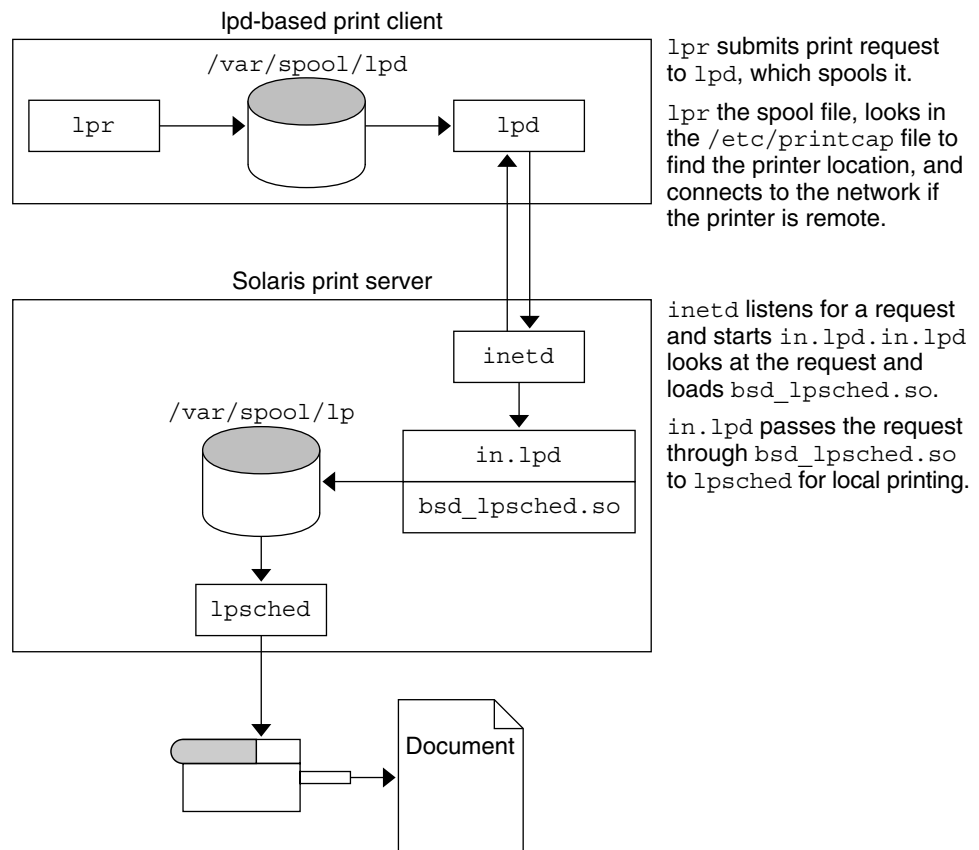 lpd-based print client
/var/spool/lpd
lpr
lpd
lpr submits print request
to lpd, which spools it.
lpr the spool file, looks in
the /etc/printcap file to
find the printer location, and
connects to the network if
the printer is remote.
Solaris print server
inetd
/var/spool/lp
in.lpd
bsd_lpsched.so
lpsched
inetd listens for a request
and starts in.lpd.in.lpd
looks at the request and
loads bsd_lpsched.so.
in.lpd passes the request
through bsd_lpsched.so
to lpsched for local printing.
Document